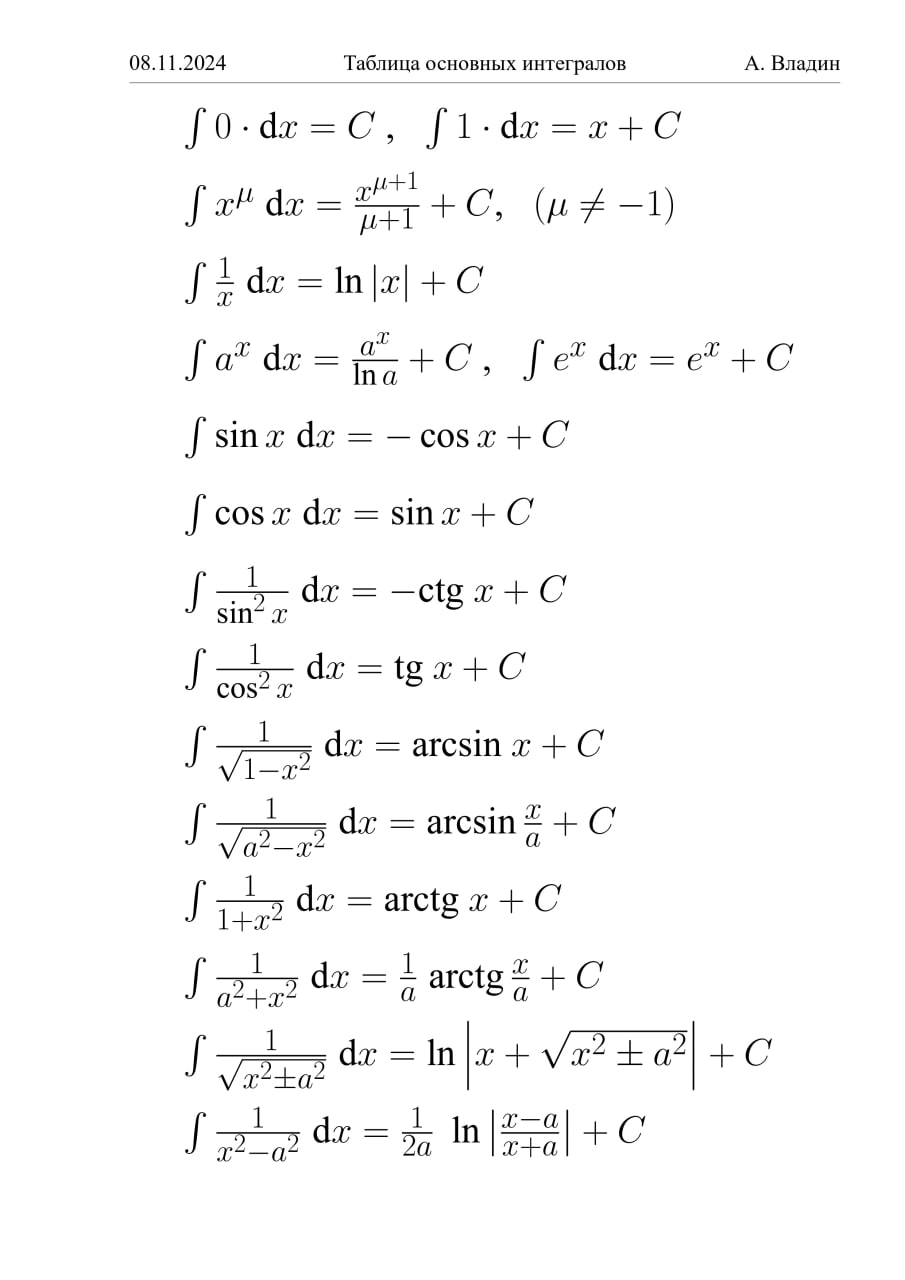 08.11.2024 Таблица основных интегралов А. Владин
∫ 0 · dx = C , ∫ 1 · dx = x + C
∫ x^μ dx = x^(μ+1)/(μ+1) + C, (μ ≠ −1)
∫ 1/x dx = ln |x| + C
∫ a^x dx = a^x/(ln a) + C , ∫ e^x dx = e^x + C
∫ sin x dx = − cos x + C
∫ cos x dx = sin x + C
∫ 1/(sin² x) dx = −ctg x + C
∫ 1/(cos² x) dx = tg x + C
∫ 1/√(1−x²) dx = arcsin x + C
∫ 1/√(a²−x²) dx = arcsin x/a + C
∫ 1/(1+x²) dx = arctg x + C
∫ 1/(a²+x²) dx = 1/a arctg x/a + C
∫ 1/√(x²±a²) dx = ln |x + √(x² ± a²)| + C
∫ 1/(x²−a²) dx = 1/(2a) ln |(x−a)/(x+a)| + C